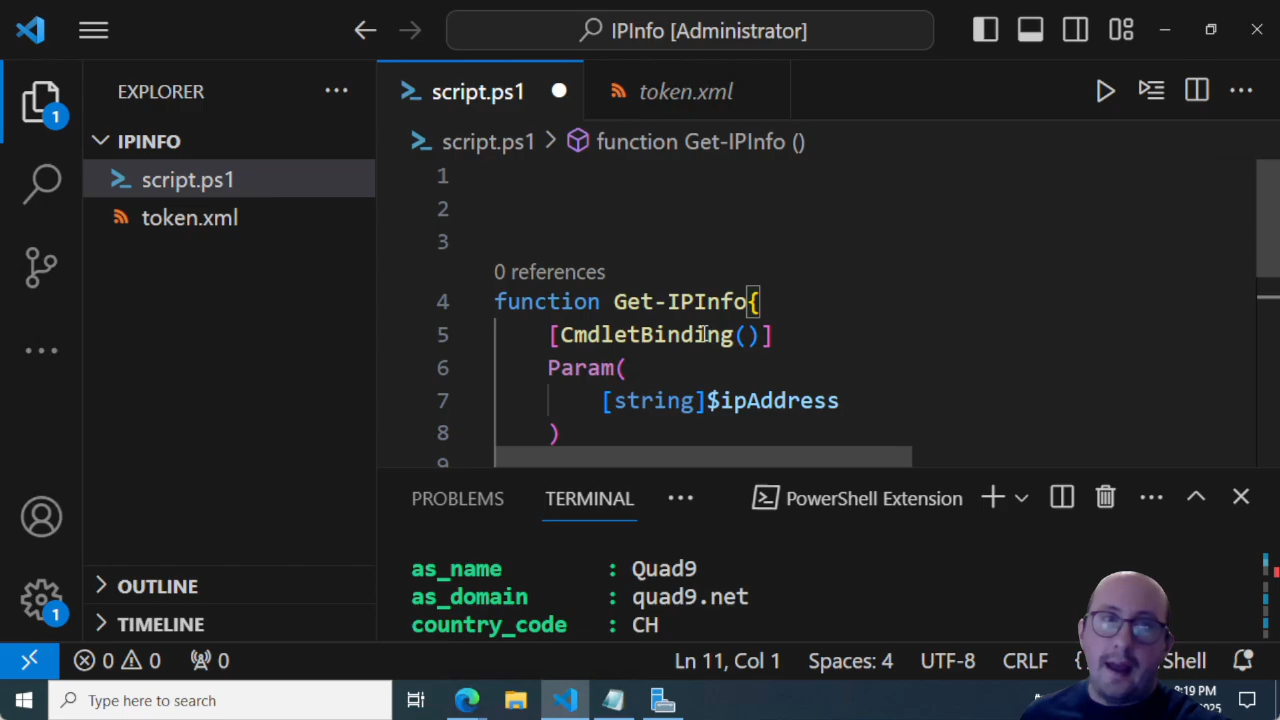 IPInfo [Administrator]
EXPLORER
script.ps1
token.xml
IPINFO
script.ps1
token.xml
script.ps1 > function Get-IPInfo ()
1
2
3
0 references
4 function Get-IPInfo{
5 [CmdletBinding()]
6 Param(
7 [string]$ipAddress
8 )
9
PROBLEMS TERMINAL PowerShell Extension
as_name : Quad9
as_domain : quad9.net
country_code : CH
OUTLINE
TIMELINE
1
1
0 0 0 Ln 11, Col 1 Spaces: 4 UTF-8 CRLF {
Type here to search